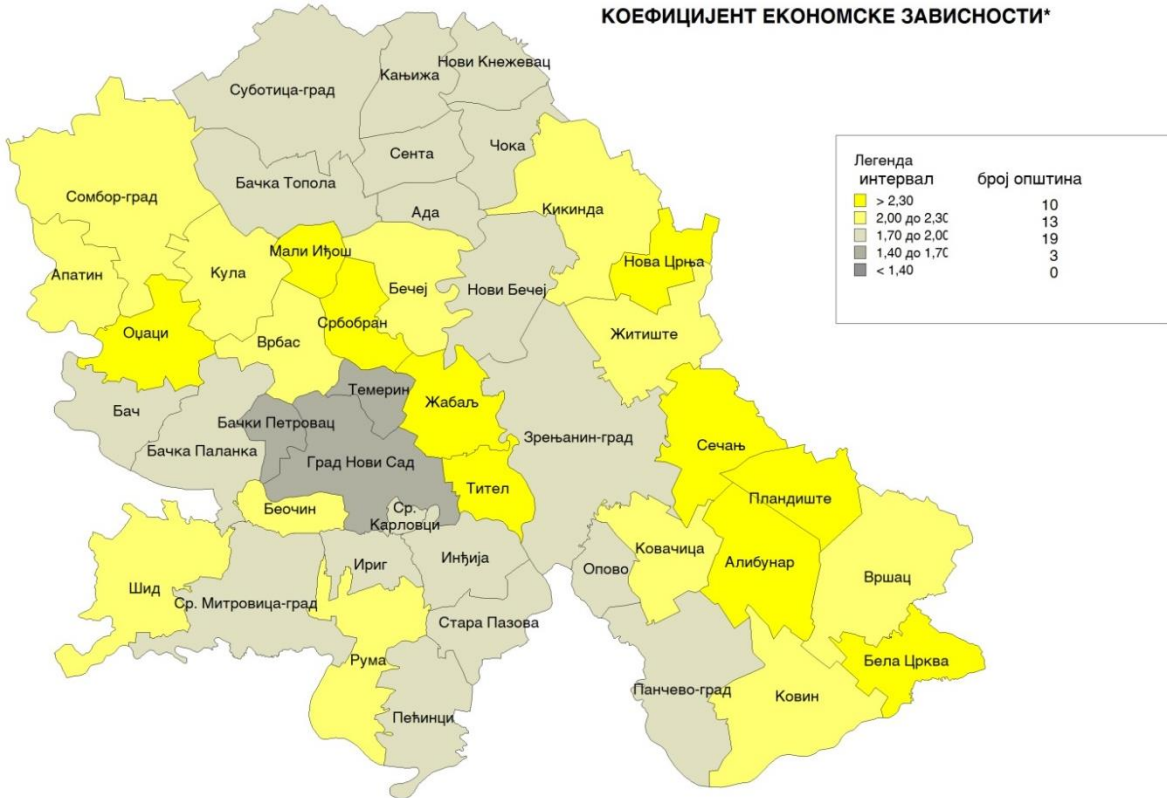 КОЕФИЦИЈЕНТ ЕКОНОМСКЕ ЗАВИСНОСТИ*
Нови Кнежевац
Кањижа
Суботица-град
Чока
Сента
Бачка Топола
Ада
Сомбор-град
Кикинда
Мали Иђош
Нова Црња
Апатин
Кула
Бечеј
Нови Бечеј
Србобран
Житиште
Оџаци
Врбас
Темерин
Жабаљ
Бач
Бачки Петровац
Зрењанин-град
Бачка Паланка
Сечањ
Град Нови Сад
Тител
Пландиште
Беочин
Ср.
Карловци
Ковачица
Инђија
Алибунар
Ириг
Опово
Вршац
Шид
Ср. Митровица-град
Стара Пазова
Рума
Бела Црква
Панчево-град
Ковин
Пећинци
Легенда
интервал број општина
> 2,30 10
2,00 до 2,30 13
1,70 до 2,00 19
1,40 до 1,70 3
< 1,40 0